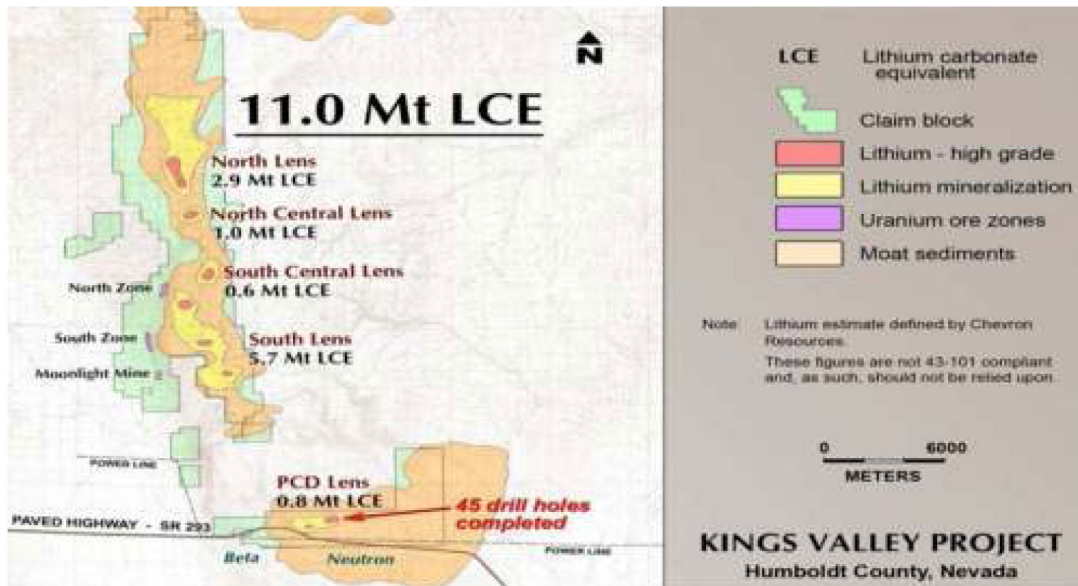 N
11.0 Mt LCE
North Lens
2.9 Mt LCE
North Central Lens
1.0 Mt LCE
South Central Lens
0.6 Mt LCE
North Zone
South Zone
South Lens
5.7 Mt LCE
Moonlight Mine
POWER LINE
PCD Lens
0.8 Mt LCE
45 drill holes
completed
PAVED HIGHWAY - SR 293
Beta
Neutron
POWER LINE
LCE Lithium carbonate
equivalent
Claim block
Lithium - high grade
Lithium mineralization
Uranium ore zones
Moat sediments
Note Lithium estimate defined by Chevron
Resources.
These figures are not 43-101 compliant
and, as such, should not be relied upon.
0 6000
METERS
KINGS VALLEY PROJECT
Humboldt County, Nevada